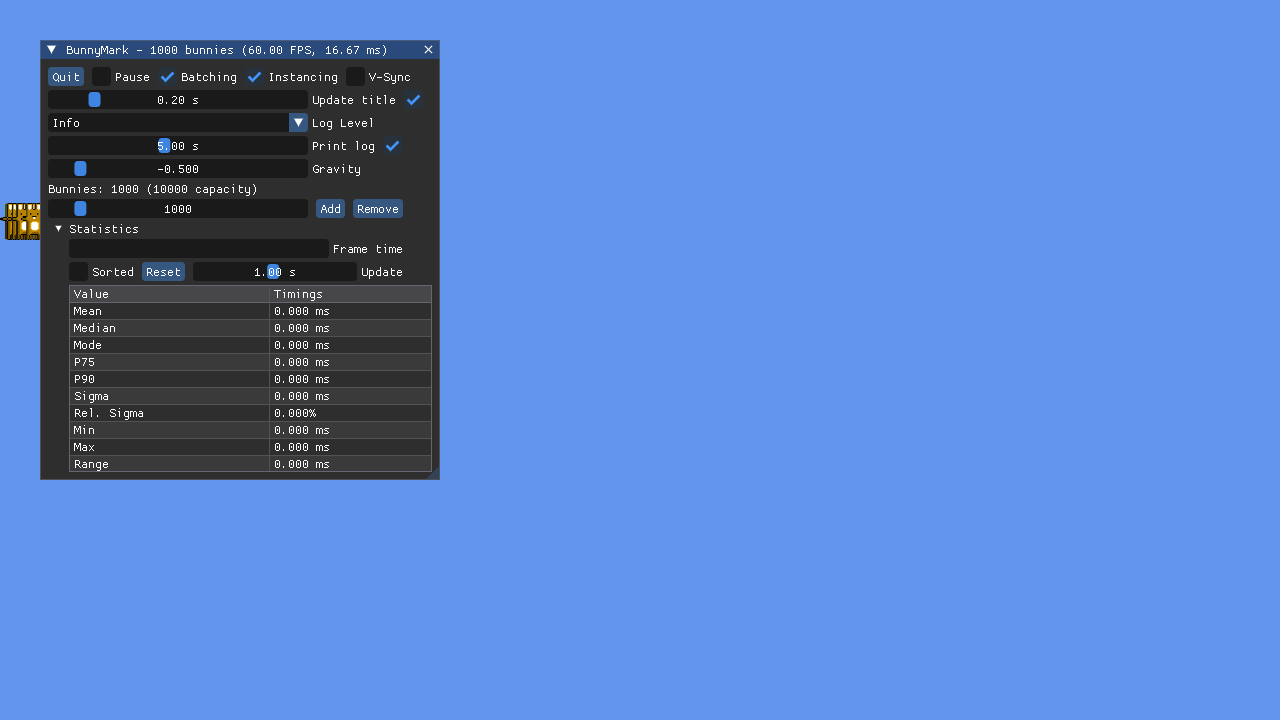 BunnyMark - 1000 bunnies (60.00 FPS, 16.67 ms)
Quit Pause Batching Instancing V-Sync
0.20 s Update title
Info Log Level
5.00 s Print log
-0.500 Gravity
Bunnies: 1000 (10000 capacity)
1000 Add Remove
Statistics
Frame time
Sorted Reset 1.00 s Update
Value Timings
Mean 0.000 ms
Median 0.000 ms
Mode 0.000 ms
P75 0.000 ms
P90 0.000 ms
Sigma 0.000 ms
Rel. Sigma 0.000%
Min 0.000 ms
Max 0.000 ms
Range 0.000 ms